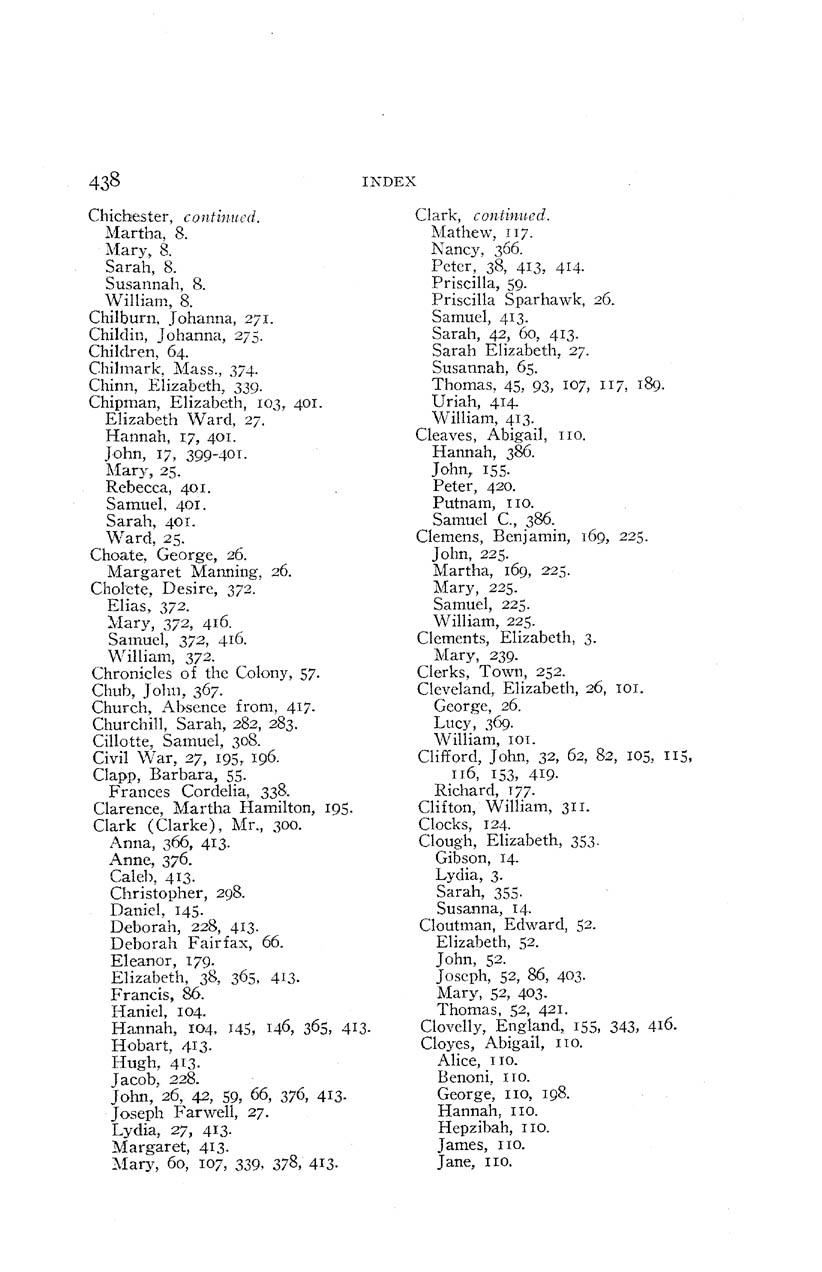 438
INDEX
Chichester, continued.
Martha, 8.
Mary, 8.
Sarah, 8.
Susannah, 8.
William, 8.
Chilburn, Johanna, 271.
Childin, Johanna, 275.
Children, 64.
Chilmark, Mass., 374.
Chinn, Elizabeth, 339.
Chipman, Elizabeth, 103, 401.
Elizabeth Ward, 27.
Hannah, 17, 401.
John, 17, 399-401.
Mary, 25.
Rebecca, 401.
Samuel, 401.
Sarah, 401.
Ward, 25.
Choate, George, 26.
Margaret Manning, 26.
Cholete, Desire, 372.
Elias, 372.
Mary, 372, 416.
Samuel, 372, 416.
William, 372.
Chronicles of the Colony, 57.
Chub, John, 367.
Church, Absence from, 417.
Churchill, Sarah, 282, 283.
Cillotte, Samuel, 308.
Civil War, 27, 195, 196.
Clapp, Barbara, 55.
Frances Cordelia, 338.
Clarence, Martha Hamilton, 195.
Clark (Clarke), Mr., 300.
Anna, 366, 413.
Anne, 376.
Caleb, 413.
Christopher, 298.
Daniel, 145.
Deborah, 228, 413.
Deborah Fairfax, 66.
Eleanor, 179.
Elizabeth, 38, 365, 413.
Francis, 86.
Haniel, 104.
Hannah, 104, 145, 146, 365, 413.
Hobart, 413.
Hugh, 413.
Jacob, 228.
John, 26, 42, 59, 66, 376, 413.
Joseph Farwell, 27.
Lydia, 27, 413.
Margaret, 413.
Mary, 60, 107, 339, 378, 413.
Clark, continued.
Mathew, 117.
Nancy, 366.
Peter, 38, 413, 414.
Priscilla, 59.
Priscilla Sparhawk, 26.
Samuel, 413.
Sarah, 42, 60, 413.
Sarah Elizabeth, 27.
Susannah, 65.
Thomas, 45, 93, 107, 117, 189.
Uriah, 414.
William, 413.
Cleaves, Abigail, 110.
Hannah, 386.
John, 155.
Peter, 420.
Putnam, 110.
Samuel C., 386.
Clemens, Benjamin, 169, 225.
John, 225.
Martha, 169, 225.
Mary, 225.
Samuel, 225.
William, 225.
Clements, Elizabeth, 3.
Mary, 239.
Clerks, Town, 252.
Cleveland, Elizabeth, 26, 101.
George, 26.
Lucy, 369.
William, 101.
Clifford, John, 32, 62, 82, 105, 115,
116, 153, 419.
Richard, 177.
Clifton, William, 311.
Clocks, 124.
Clough, Elizabeth, 353.
Gibson, 14.
Lydia, 3.
Sarah, 355.
Susanna, 14.
Cloutman, Edward, 52.
Elizabeth, 52.
John, 52.
Joseph, 52, 86, 403.
Mary, 52, 403.
Thomas, 52, 421.
Clovelly, England, 155, 343, 416.
Cloyes, Abigail, 110.
Alice, 110.
Benoni, 110.
George, 110, 198.
Hannah, 110.
Hepzibah, 110.
James, 110.
Jane, 110.